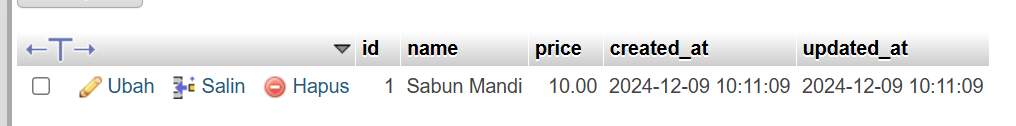 id name price created_at updated_at
Ubah Salin Hapus 1 Sabun Mandi 10.00 2024-12-09 10:11:09 2024-12-09 10:11:09